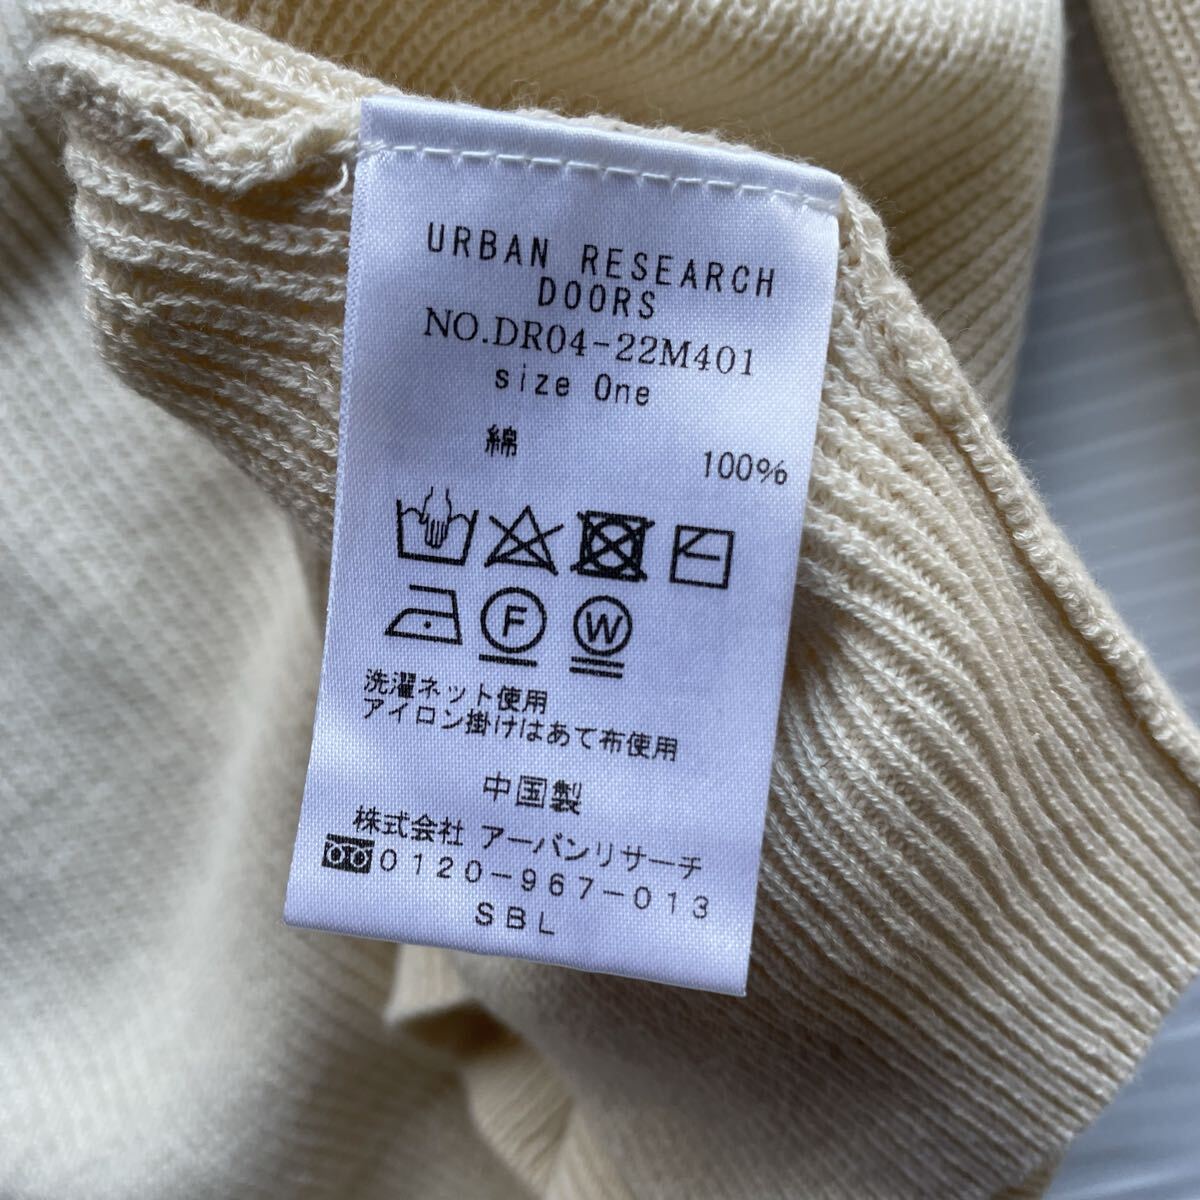 URBAN RESEARCH
DOORS
NO.DR04-22M401
size One
綿 100%
F W
洗濯ネット使用
アイロン掛けはあて布使用
中国製
株式会社 アーバンリサーチ
0120-967-013
SBL